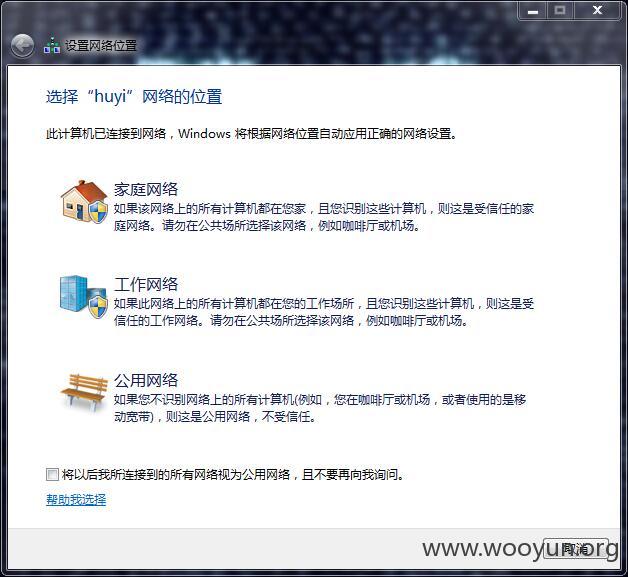 设置网络位置
选择“huyi”网络的位置
此计算机已连接到网络，Windows 将根据网络位置自动应用正确的网络设置。
家庭网络
如果该网络上的所有计算机都在您家，且您识别这些计算机，则这是受信任的家
庭网络。请勿在公共场所选择该网络，例如咖啡厅或机场。
工作网络
如果此网络上的所有计算机都在您的工作场所，且您识别这些计算机，则这是受
信任的工作网络。请勿在公共场所选择该网络，例如咖啡厅或机场。
公用网络
如果您不识别网络上的所有计算机(例如，您在咖啡厅或机场，或者使用的是移
动宽带)，则这是公用网络，不受信任。
将以后我所连接到的所有网络视为公用网络，且不要再向我询问。
帮助我选择
取消
www.wooyun.org